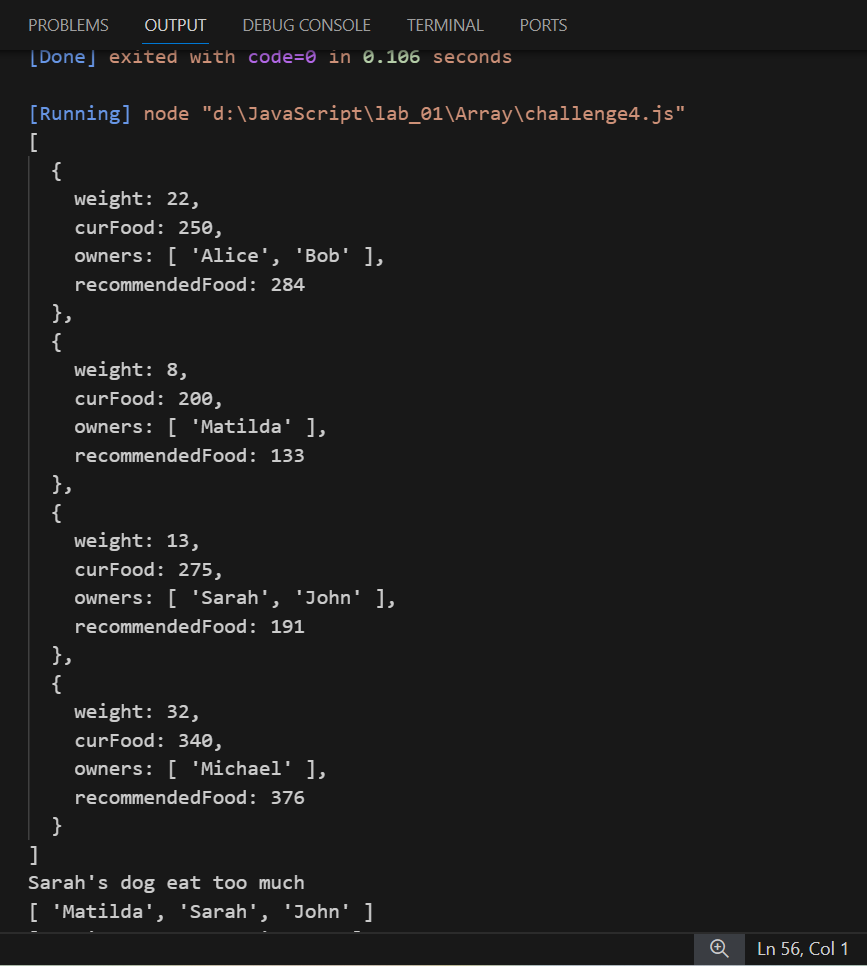 PROBLEMS OUTPUT DEBUG CONSOLE TERMINAL PORTS
[Done] exited with code=0 in 0.106 seconds
[Running] node "d:\JavaScript\lab_01\Array\challenge4.js"
[
{
weight: 22,
curFood: 250,
owners: [ 'Alice', 'Bob' ],
recommendedFood: 284
},
{
weight: 8,
curFood: 200,
owners: [ 'Matilda' ],
recommendedFood: 133
},
{
weight: 13,
curFood: 275,
owners: [ 'Sarah', 'John' ],
recommendedFood: 191
},
{
weight: 32,
curFood: 340,
owners: [ 'Michael' ],
recommendedFood: 376
}
]
Sarah's dog eat too much
[ 'Matilda', 'Sarah', 'John' ]
Ln 56, Col 1